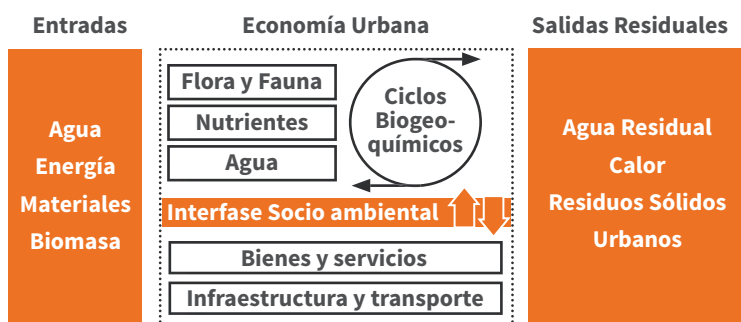 Entradas
Economía Urbana
Salidas Residuales
Agua
Energía
Materiales
Biomasa
Flora y Fauna
Nutrientes
Agua
Ciclos
Biogeo-
químicos
Interfase Socio ambiental
Bienes y servicios
Infraestructura y transporte
Agua Residual
Calor
Residuos Sólidos
Urbanos